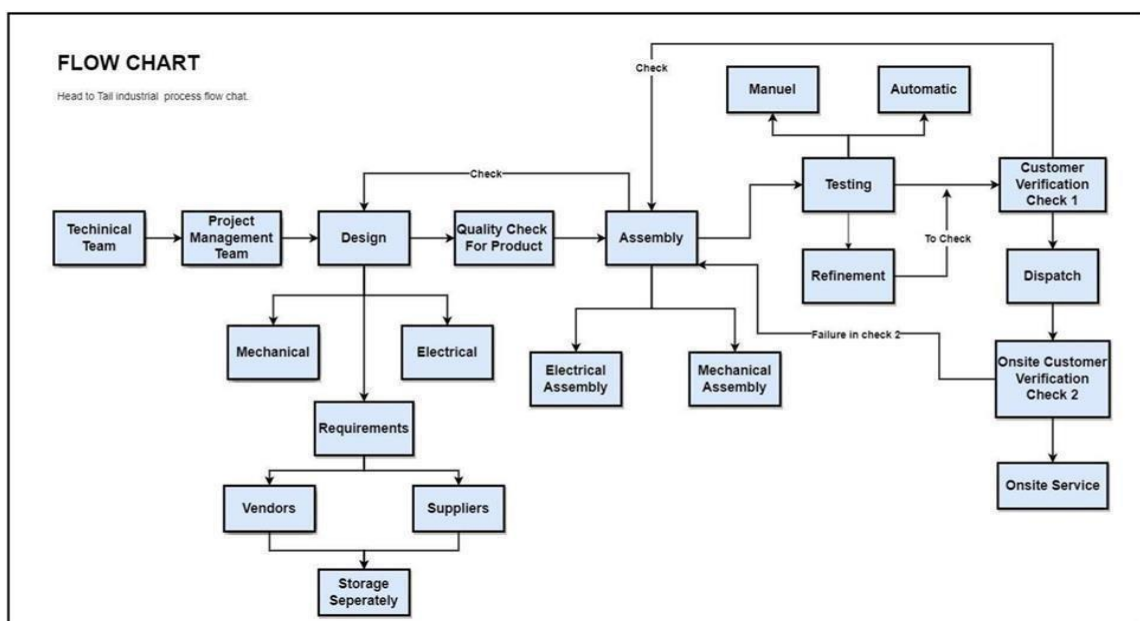 FLOW CHART
Head to Tail industrial process flow chat.
Check
Manuel
Automatic
Check
Testing
Customer
Verification
Check 1
Techinical
Team
Project
Management
Team
Design
Quality Check
For Product
Assembly
To Check
Refinement
Dispatch
Mechanical
Electrical
Failure in check 2
Electrical
Assembly
Mechanical
Assembly
Onsite Customer
Verification
Check 2
Requirements
Vendors
Suppliers
Onsite Service
Storage
Seperately